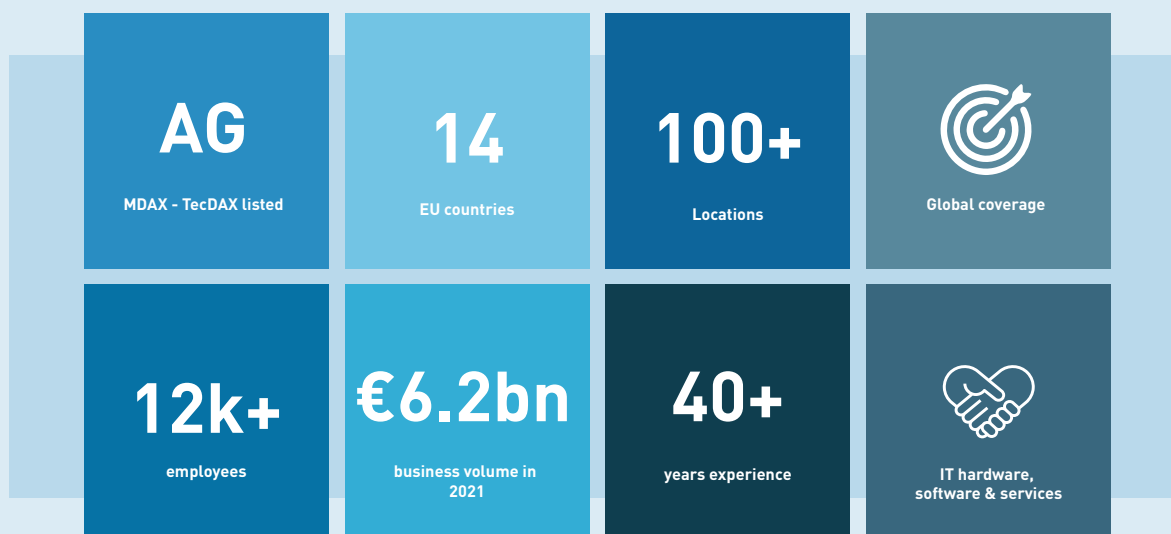 AG
MDAX - TecDAX listed
14
EU countries
100+
Locations
Global coverage
12k+
employees
€6.2bn
business volume in
2021
40+
years experience
IT hardware,
software & services